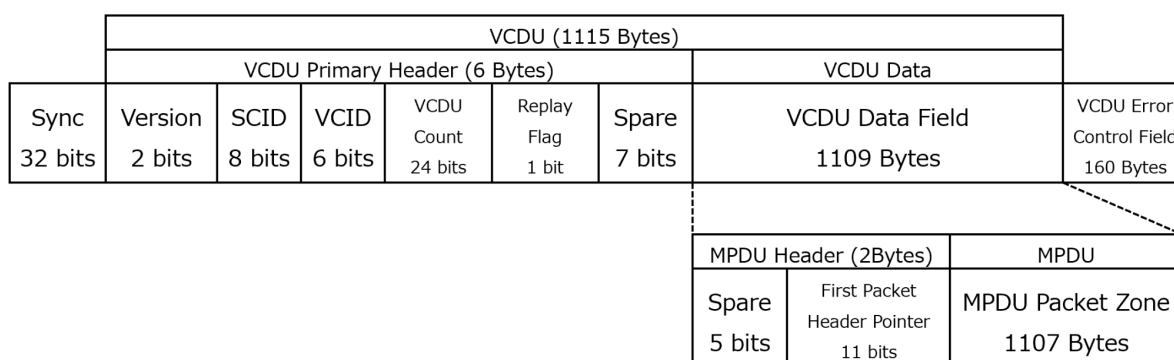 VCDU (1115 Bytes)
VCDU Primary Header (6 Bytes)
VCDU Data
Sync
32 bits
Version
2 bits
SCID
8 bits
VCID
6 bits
VCDU
Count
24 bits
Replay
Flag
1 bit
Spare
7 bits
VCDU Data Field
1109 Bytes
VCDU Error
Control Field
160 Bytes
MPDU Header (2Bytes)
MPDU
Spare
5 bits
First Packet
Header Pointer
11 bits
MPDU Packet Zone
1107 Bytes